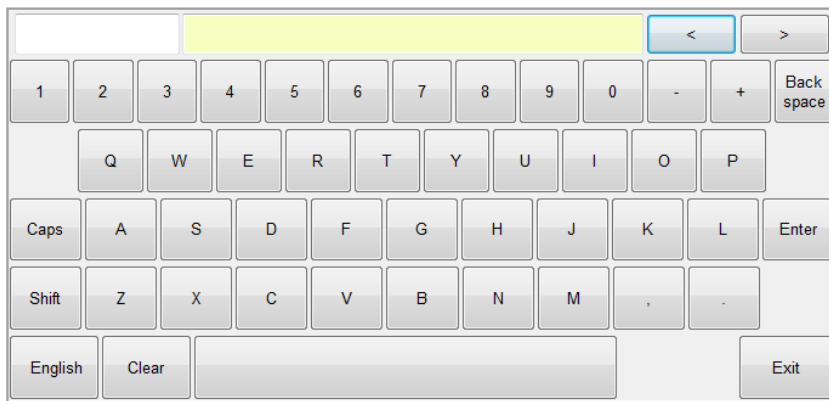 < >
1 2 3 4 5 6 7 8 9 0 - + Back space
Q W E R T Y U I O P
Caps A S D F G H J K L Enter
Shift Z X C V B N M , .
English Clear Exit